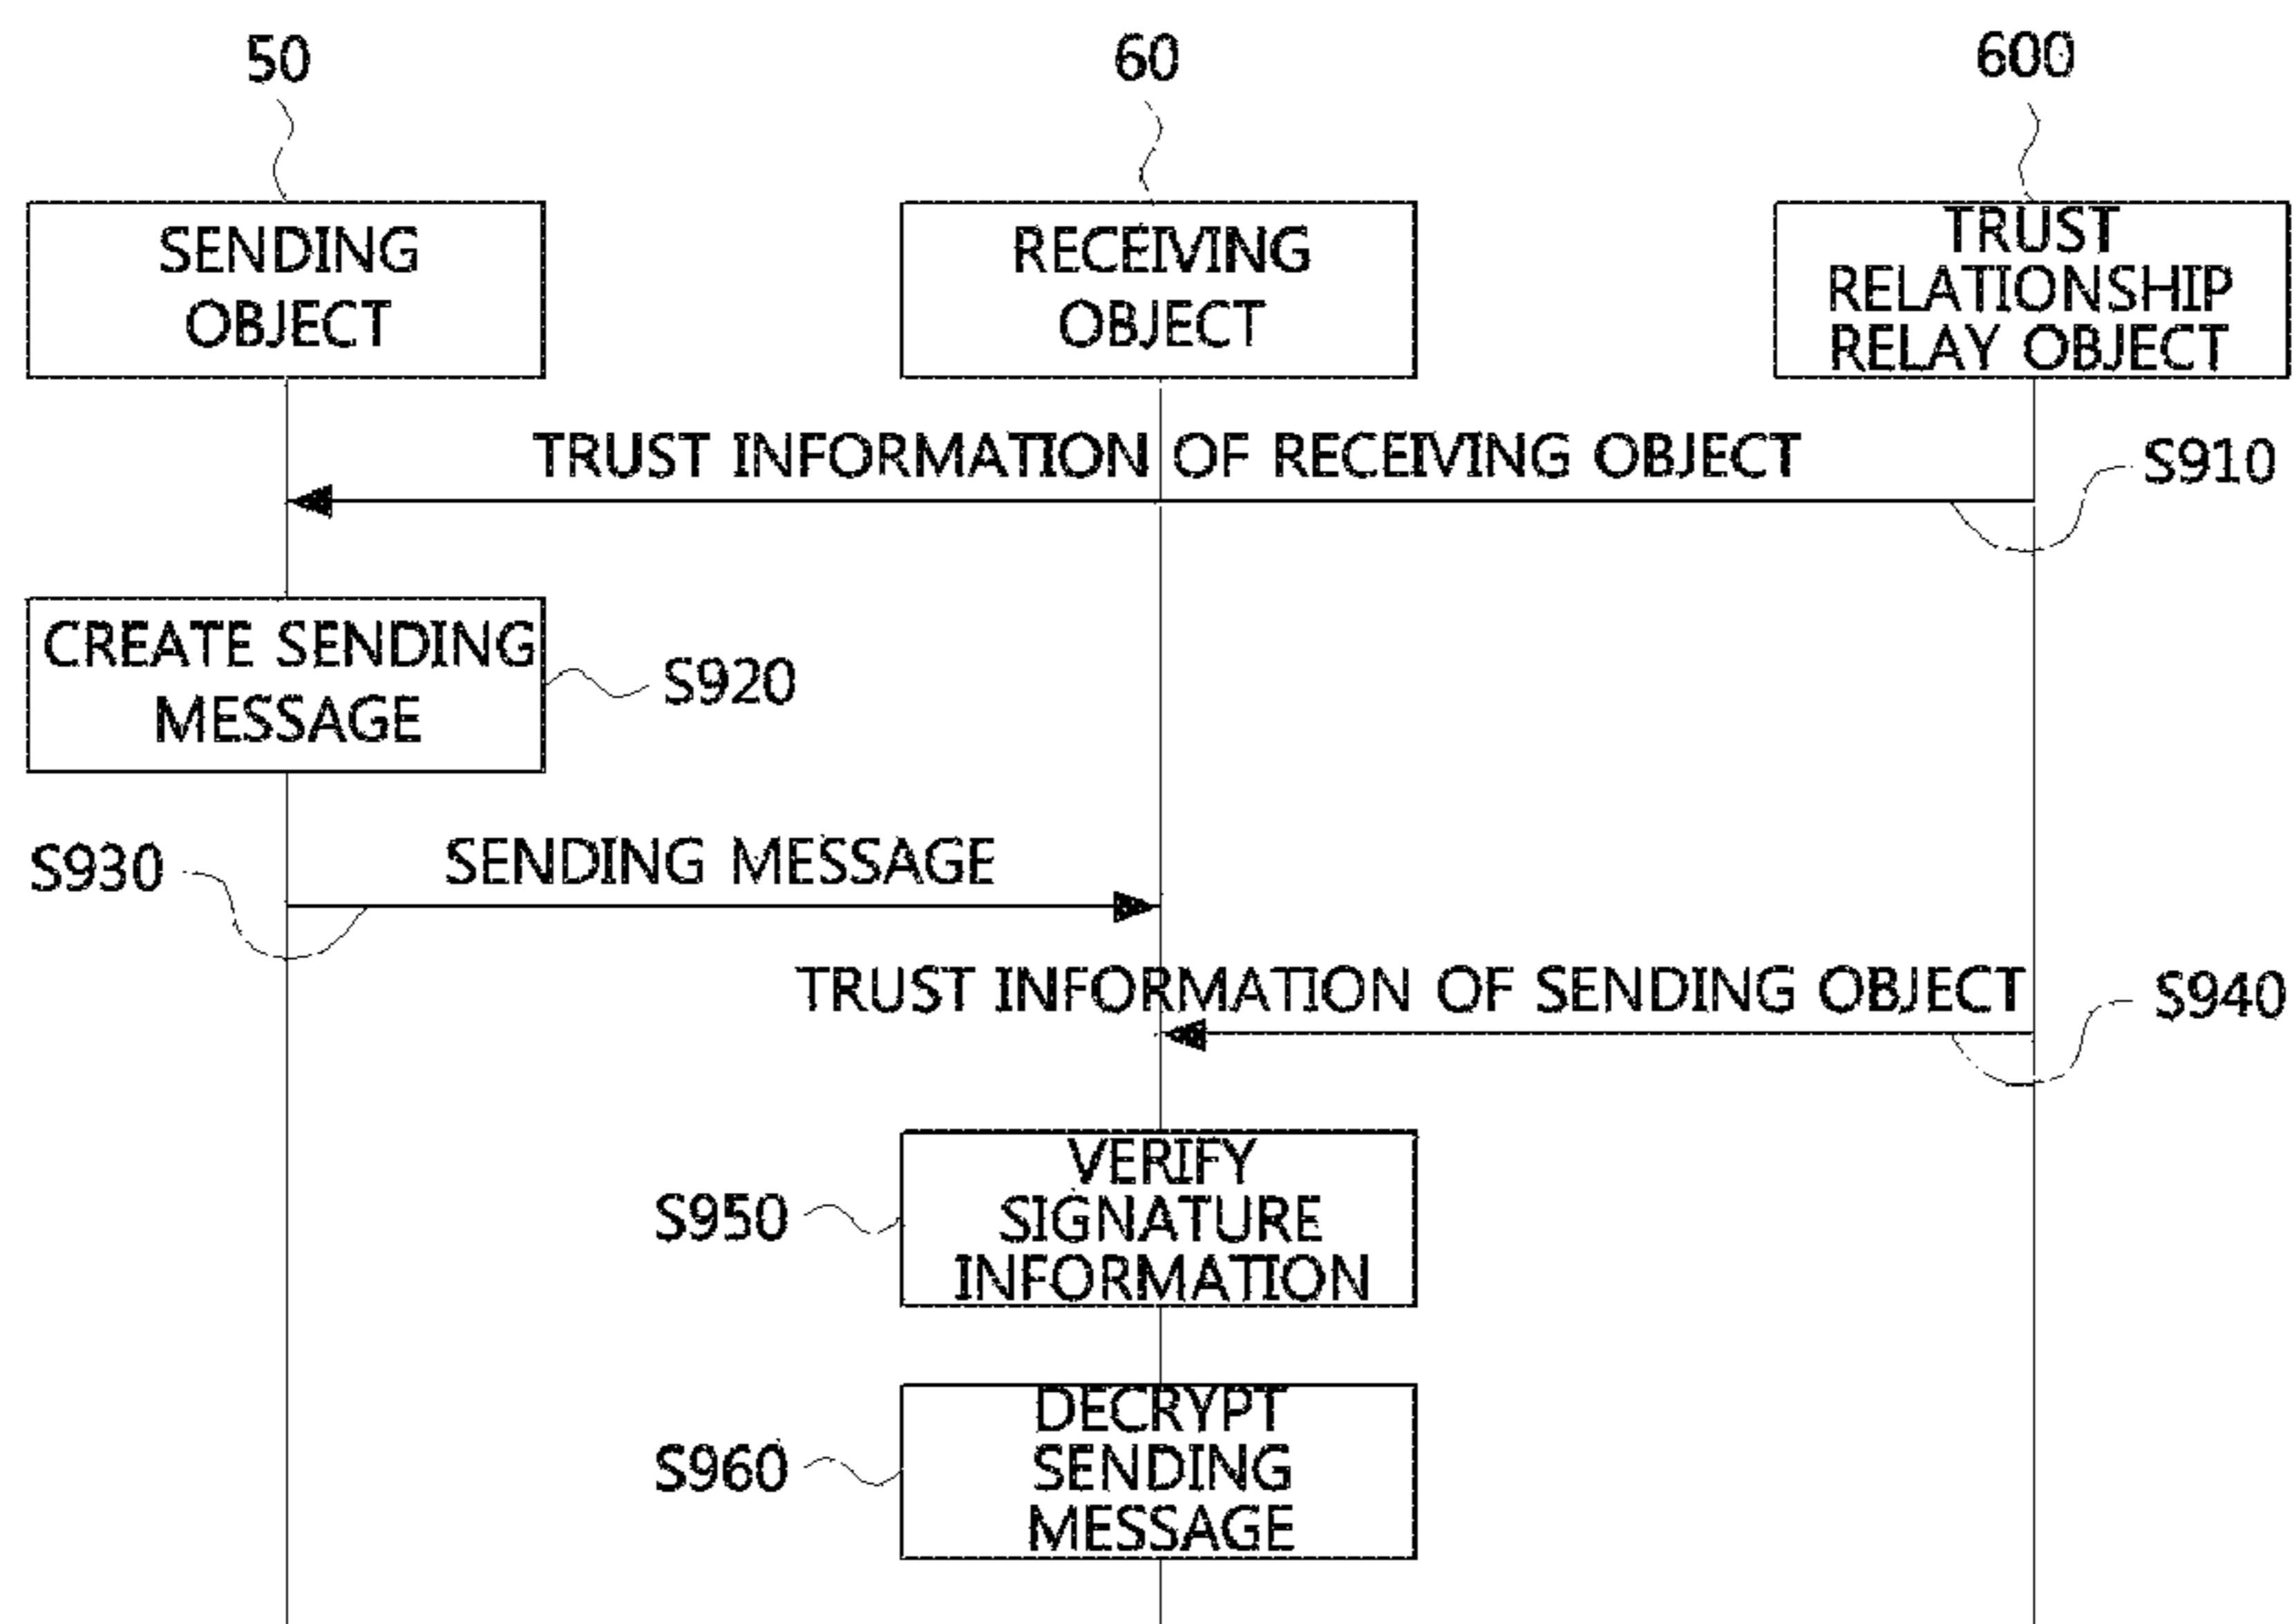 50
60
600
SENDING
OBJECT
RECEIVING
OBJECT
TRUST
RELATIONSHIP
RELAY OBJECT
TRUST INFORMATION OF RECEIVING OBJECT
S910
CREATE SENDING
MESSAGE
S920
S930
SENDING MESSAGE
TRUST INFORMATION OF SENDING OBJECT
S940
S950
VERIFY
SIGNATURE
INFORMATION
S960
DECRYPT
SENDING
MESSAGE